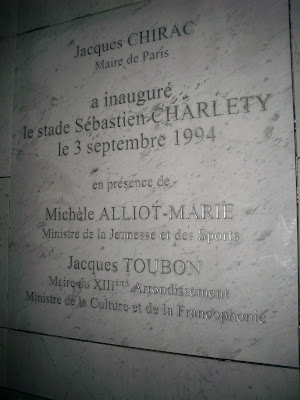 Jacques CHIRAC
Maire de Paris
a inauguré
le stade Sébastien CHARLETY
le 3 septembre 1994
en présence de
Michèle ALLIOT-MARIE
Ministre de la Jeunesse et des Sports
Jacques TOUBON
Maire du XIIIème Arrondissement
Ministre de la Culture et de la Francophonie